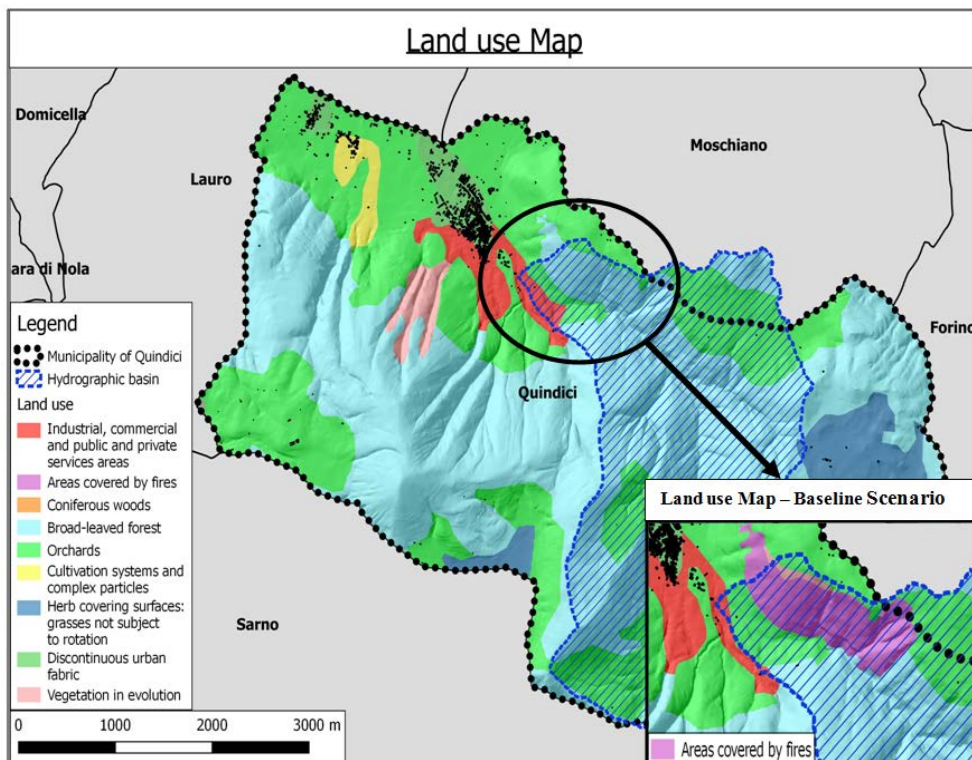 Land use Map
Domicella
Moschiano
Lauro
ara di Nola
Forino
Quindici
Sarno
Legend
Municipality of Quindici
Hydrographic basin
Land use
Industrial, commercial
and public and private
services areas
Areas covered by fires
Coniferous woods
Broad-leaved forest
Orchards
Cultivation systems and
complex particles
Herb covering surfaces:
grasses not subject
to rotation
Discontinuous urban
fabric
Vegetation in evolution
0 1000 2000 3000 m
Land use Map – Baseline Scenario
Areas covered by fires